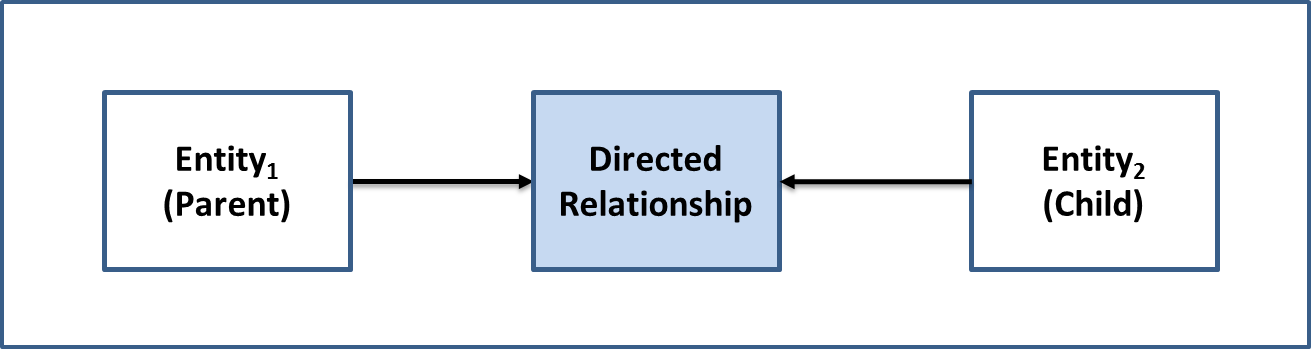 Entity₁
(Parent)
Directed
Relationship
Entity₂
(Child)